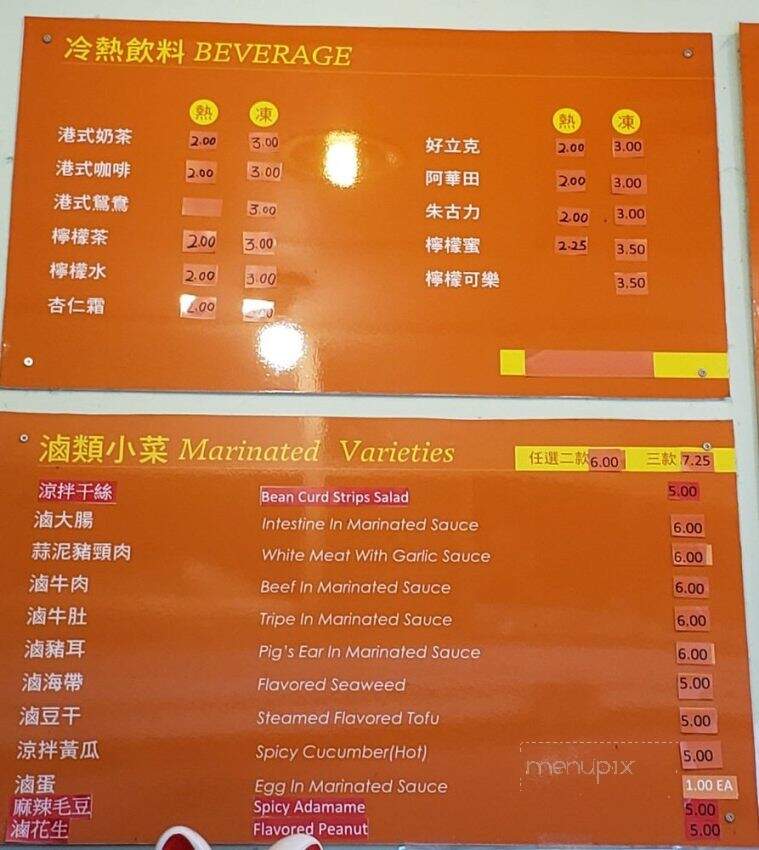 冷熱飲料 BEVERAGE
熱 凍
港式奶茶 2.00 3.00
港式咖啡 2.00 3.00
港式鴛鴦 3.00
檸檬茶 2.00 3.00
檸檬水 2.00 3.00
杏仁霜 2.00
熱 凍
好立克 2.00 3.00
阿華田 2.00 3.00
朱古力 2.00 3.00
檸檬蜜 2.25 3.50
檸檬可樂 3.50
滷類小菜 Marinated Varieties 任選二款 6.00 三款 7.25
涼拌干絲 Bean Curd Strips Salad 5.00
滷大腸 Intestine In Marinated Sauce 6.00
蒜泥豬頸肉 White Meat With Garlic Sauce 6.00
滷牛肉 Beef In Marinated Sauce 6.00
滷牛肚 Tripe In Marinated Sauce 6.00
滷豬耳 Pig's Ear In Marinated Sauce 6.00
滷海帶 Flavored Seaweed 5.00
滷豆干 Steamed Flavored Tofu 5.00
涼拌黃瓜 Spicy Cucumber(Hot) 5.00
menupix
滷蛋 Egg In Marinated Sauce 1.00 EA
麻辣毛豆 Spicy Adamame 5.00
滷花生 Flavored Peanut 5.00